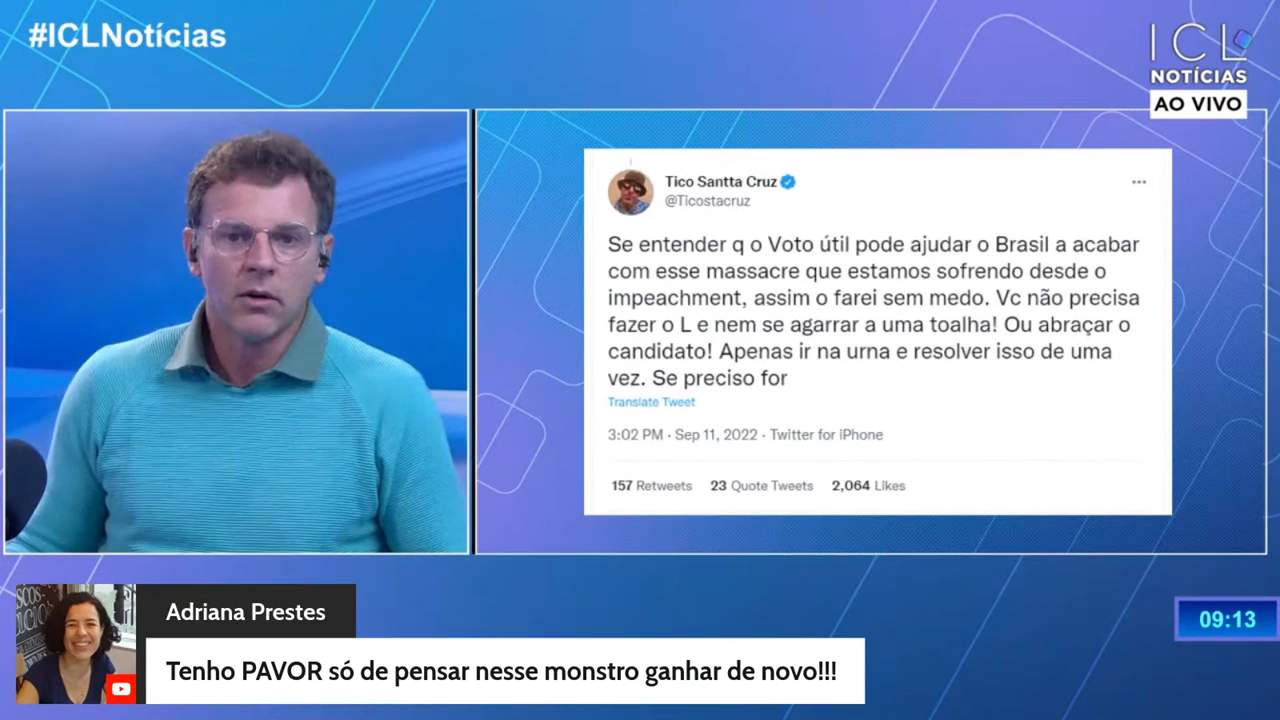 #ICLNotícias
ICL
NOTÍCIAS
AO VIVO
Tico Santta Cruz
@Ticostacruz
Se entender q o Voto útil pode ajudar o Brasil a acabar
com esse massacre que estamos sofrendo desde o
impeachment, assim o farei sem medo. Vc não precisa
fazer o L e nem se agarrar a uma toalha! Ou abraçar o
candidato! Apenas ir na urna e resolver isso de uma
vez. Se preciso for
Translate Tweet
3:02 PM · Sep 11, 2022 · Twitter for iPhone
157 Retweets 23 Quote Tweets 2,064 Likes
Adriana Prestes
09:13
Tenho PAVOR só de pensar nesse monstro ganhar de novo!!!